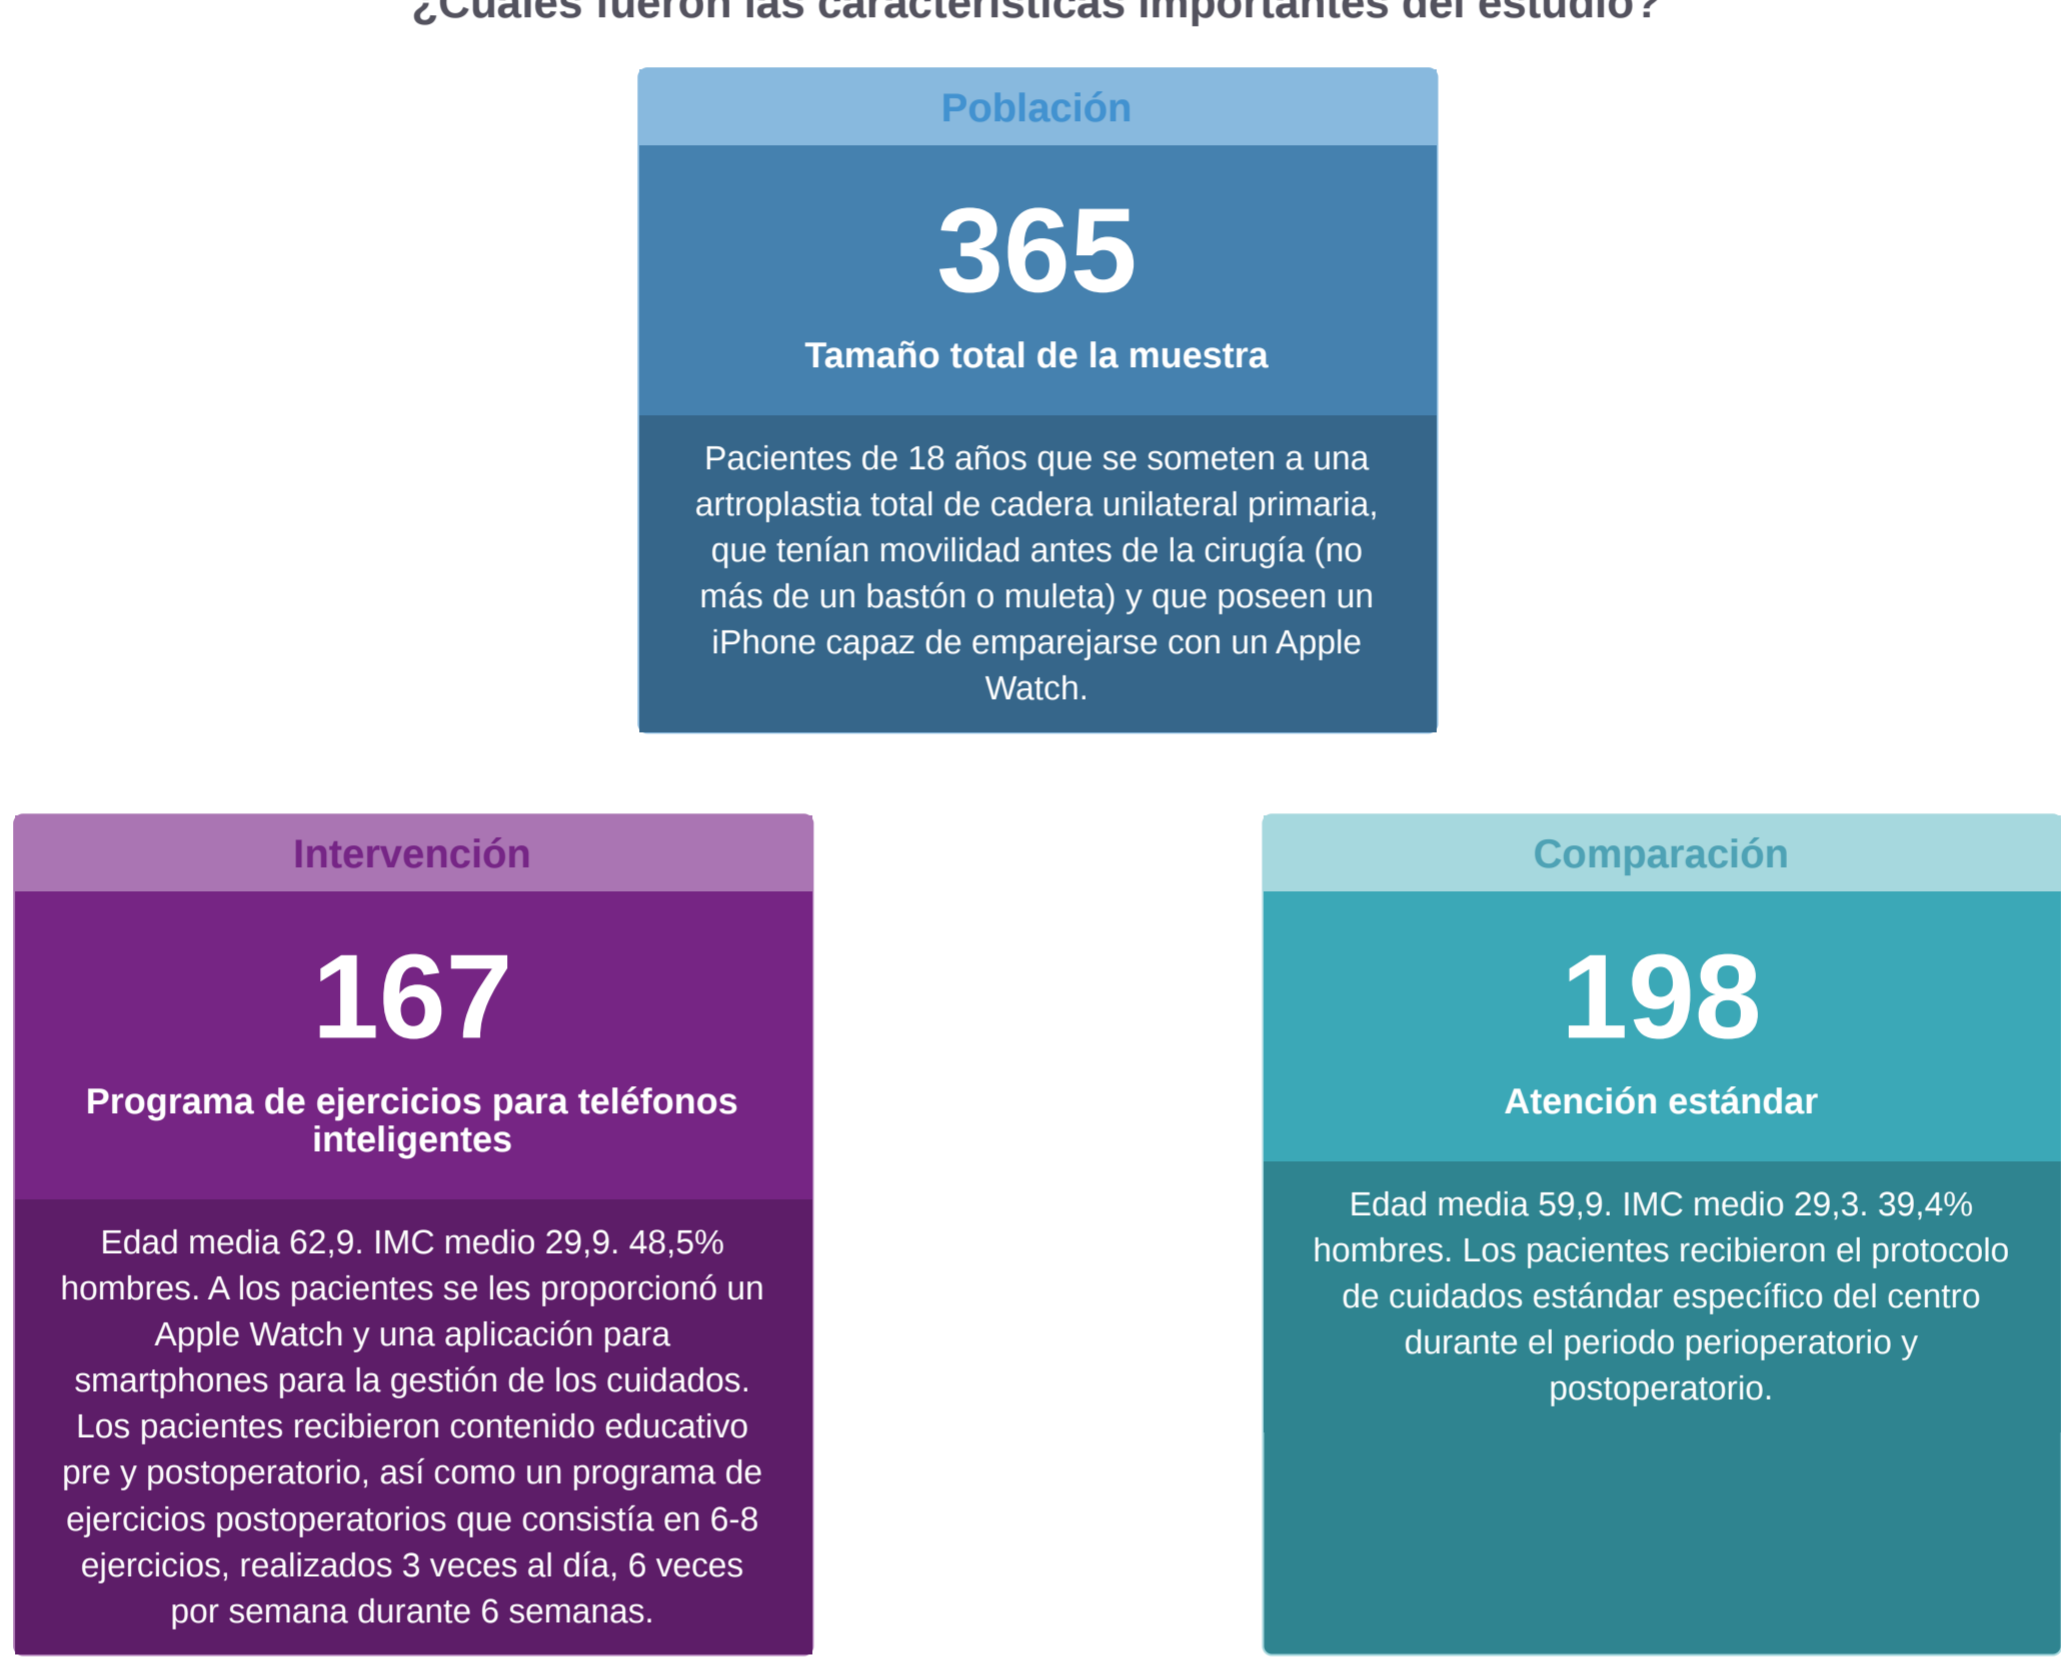 ¿Cuáles fueron las características importantes del estudio?
Población
365
Tamaño total de la muestra
Pacientes de 18 años que se someten a una
artroplastia total de cadera unilateral primaria,
que tenían movilidad antes de la cirugía (no
más de un bastón o muleta) y que poseen un
iPhone capaz de emparejarse con un Apple
Watch.
Intervención
167
Programa de ejercicios para teléfonos
inteligentes
Edad media 62,9. IMC medio 29,9. 48,5%
hombres. A los pacientes se les proporcionó un
Apple Watch y una aplicación para
smartphones para la gestión de los cuidados.
Los pacientes recibieron contenido educativo
pre y postoperatorio, así como un programa de
ejercicios postoperatorios que consistía en 6-8
ejercicios, realizados 3 veces al día, 6 veces
por semana durante 6 semanas.
Comparación
198
Atención estándar
Edad media 59,9. IMC medio 29,3. 39,4%
hombres. Los pacientes recibieron el protocolo
de cuidados estándar específico del centro
durante el periodo perioperatorio y
postoperatorio.